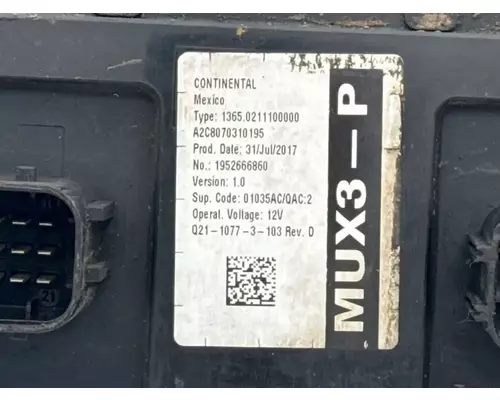 CONTINENTAL
Mexico
Type: 1365.0211100000
A2C8070310195
Prod. Date: 31/Jul/2017
No.: 1952666860
Version: 1.0
Sup. Code: 01035AC/QAC:2
Operat. Voltage: 12V
Q21-1077-3-103 Rev. D
MUX3-P
21